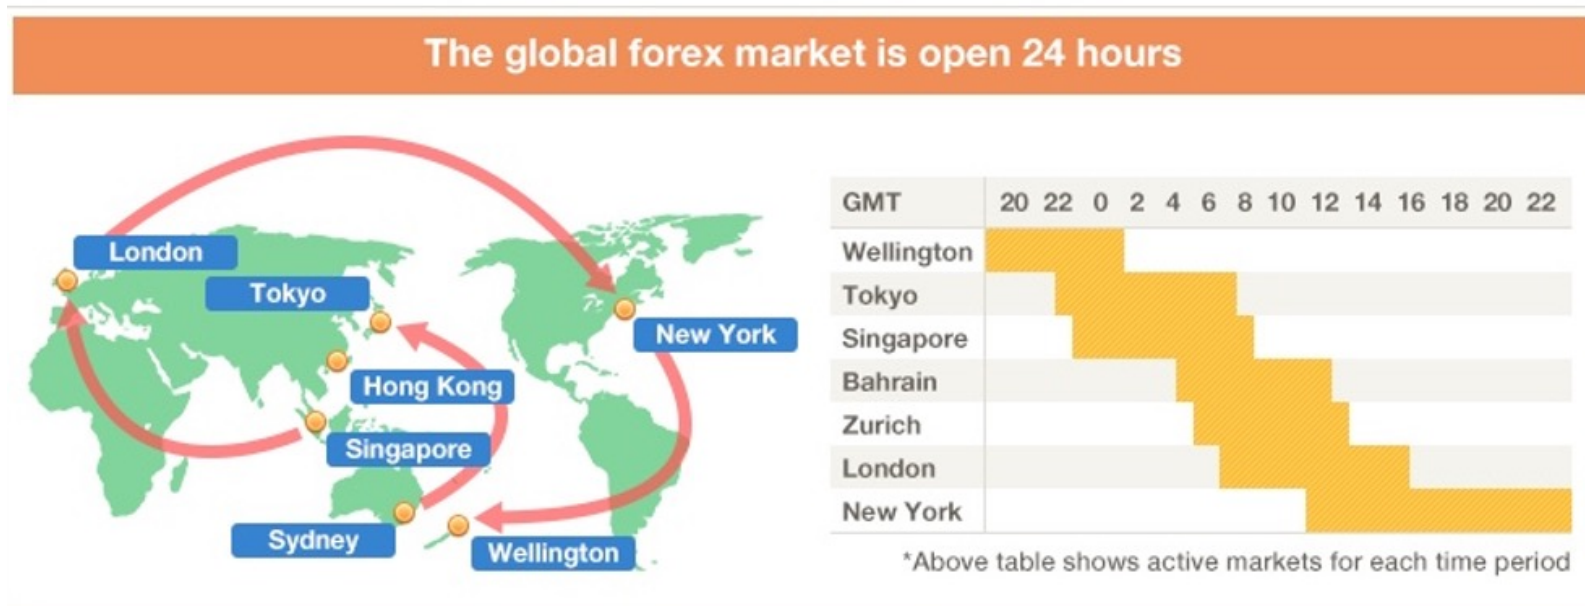 The global forex market is open 24 hours
London
Tokyo
New York
Hong Kong
Singapore
Sydney
Wellington
GMT 20 22 0 2 4 6 8 10 12 14 16 18 20 22
Wellington
Tokyo
Singapore
Bahrain
Zurich
London
New York
*Above table shows active markets for each time period